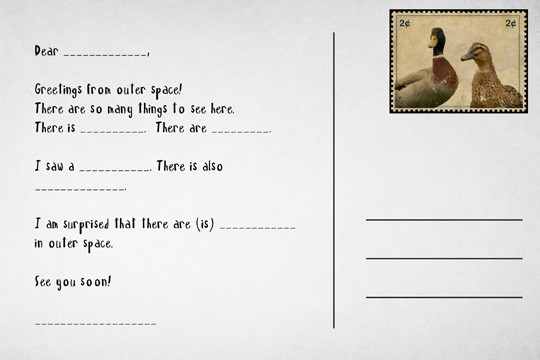 Dear _____________,
Greetings from outer space!
There are so many things to see here.
There is __________. There are _________.
I saw a ___________. There is also
______________.
I am surprised that there are (is) ____________
in outer space.
See you soon!
___________________
2¢ 2¢